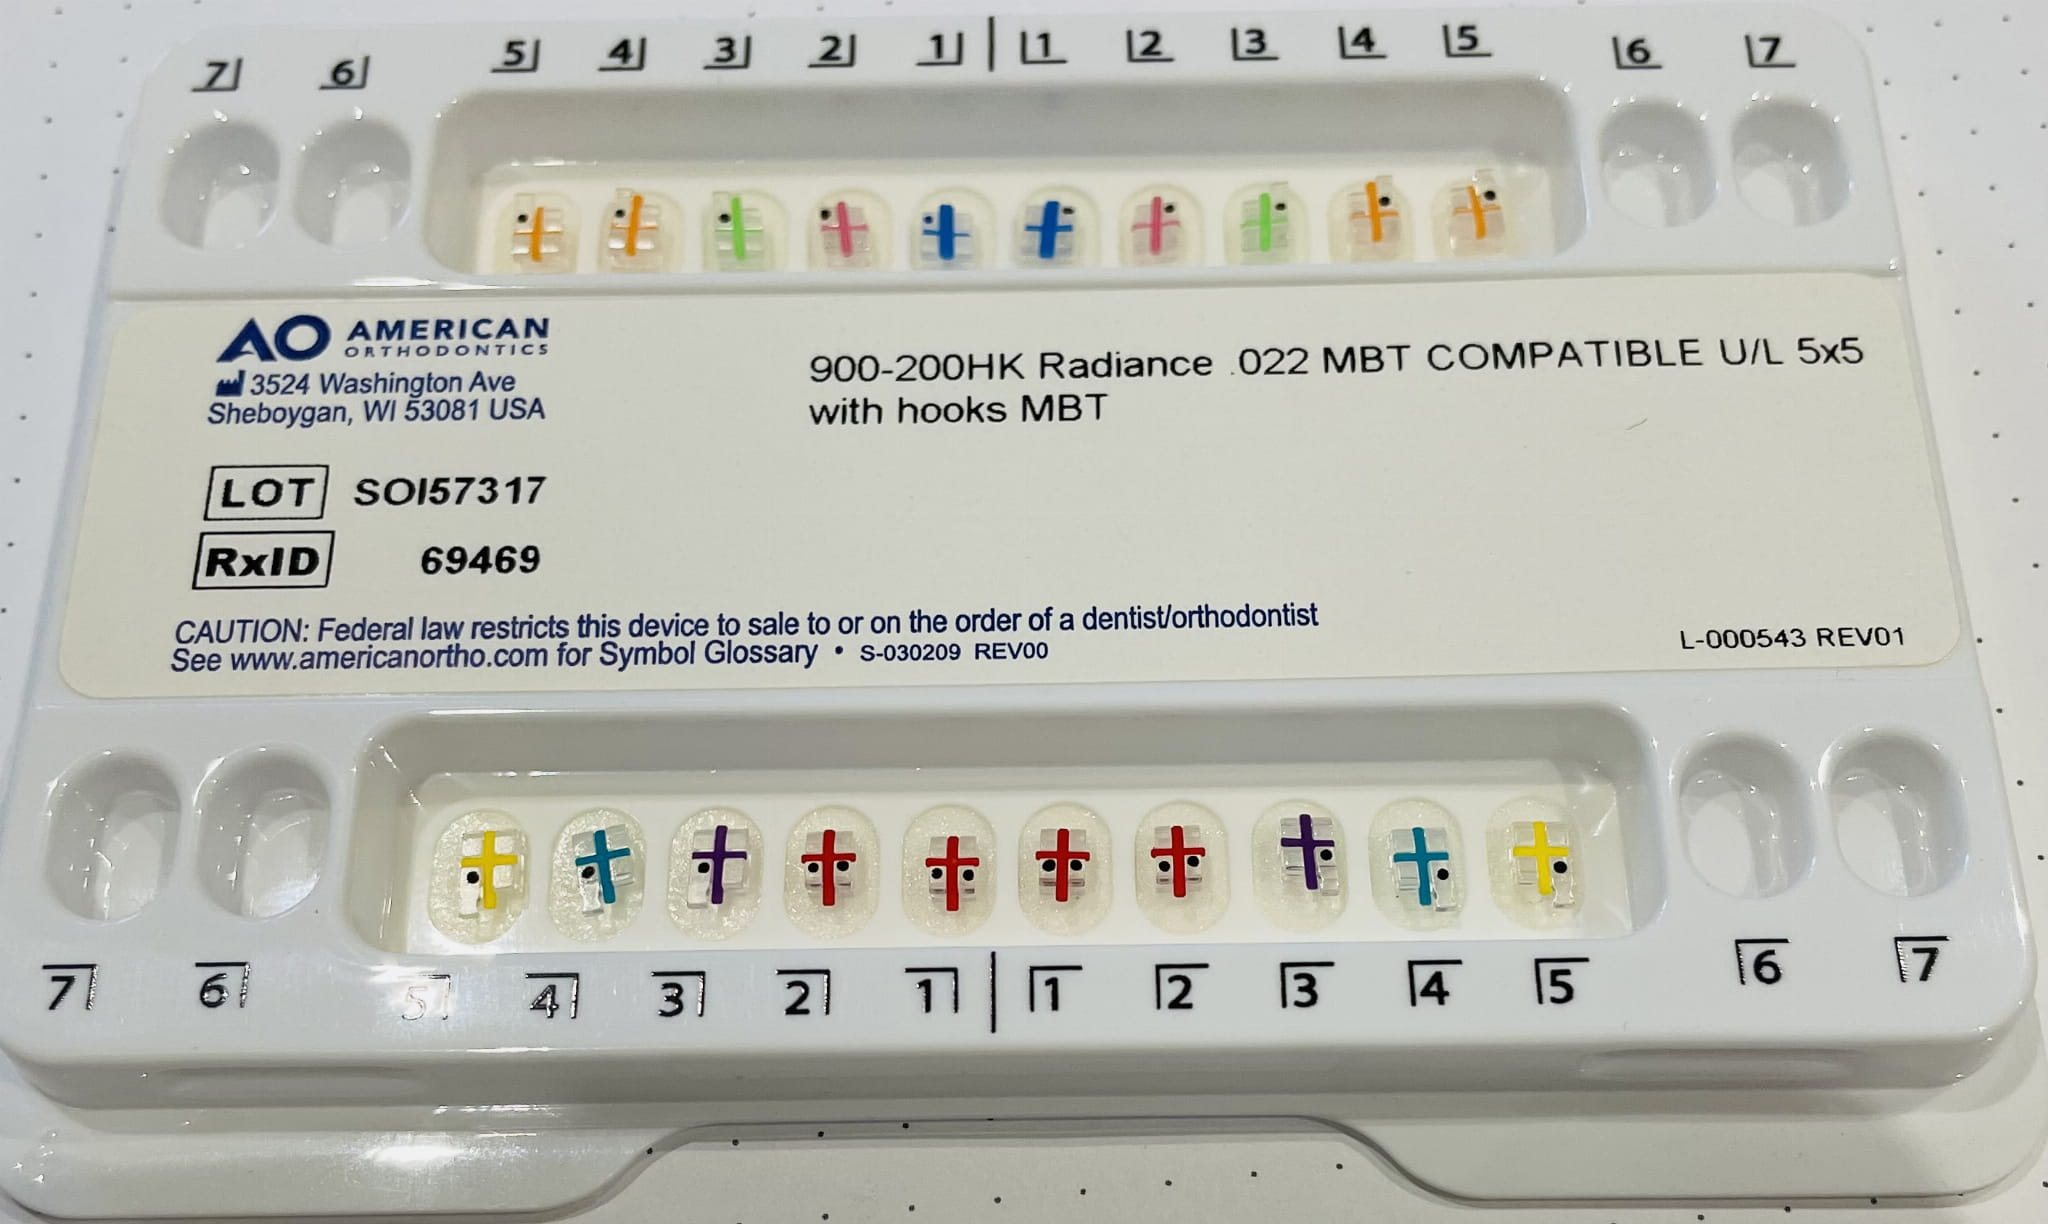 7 6 5 4 3 2 1 | 1 2 3 4 5 6 7
AO AMERICAN
ORTHODONTICS
3524 Washington Ave
Sheboygan, WI 53081 USA
900-200HK Radiance .022 MBT COMPATIBLE U/L 5x5
with hooks MBT
LOT SOI57317
RxID 69469
CAUTION: Federal law restricts this device to sale to or on the order of a dentist/orthodontist
See www.americanortho.com for Symbol Glossary • S-030209 REV00
L-000543 REV01
7 6 5 4 3 2 1 | 1 2 3 4 5 6 7